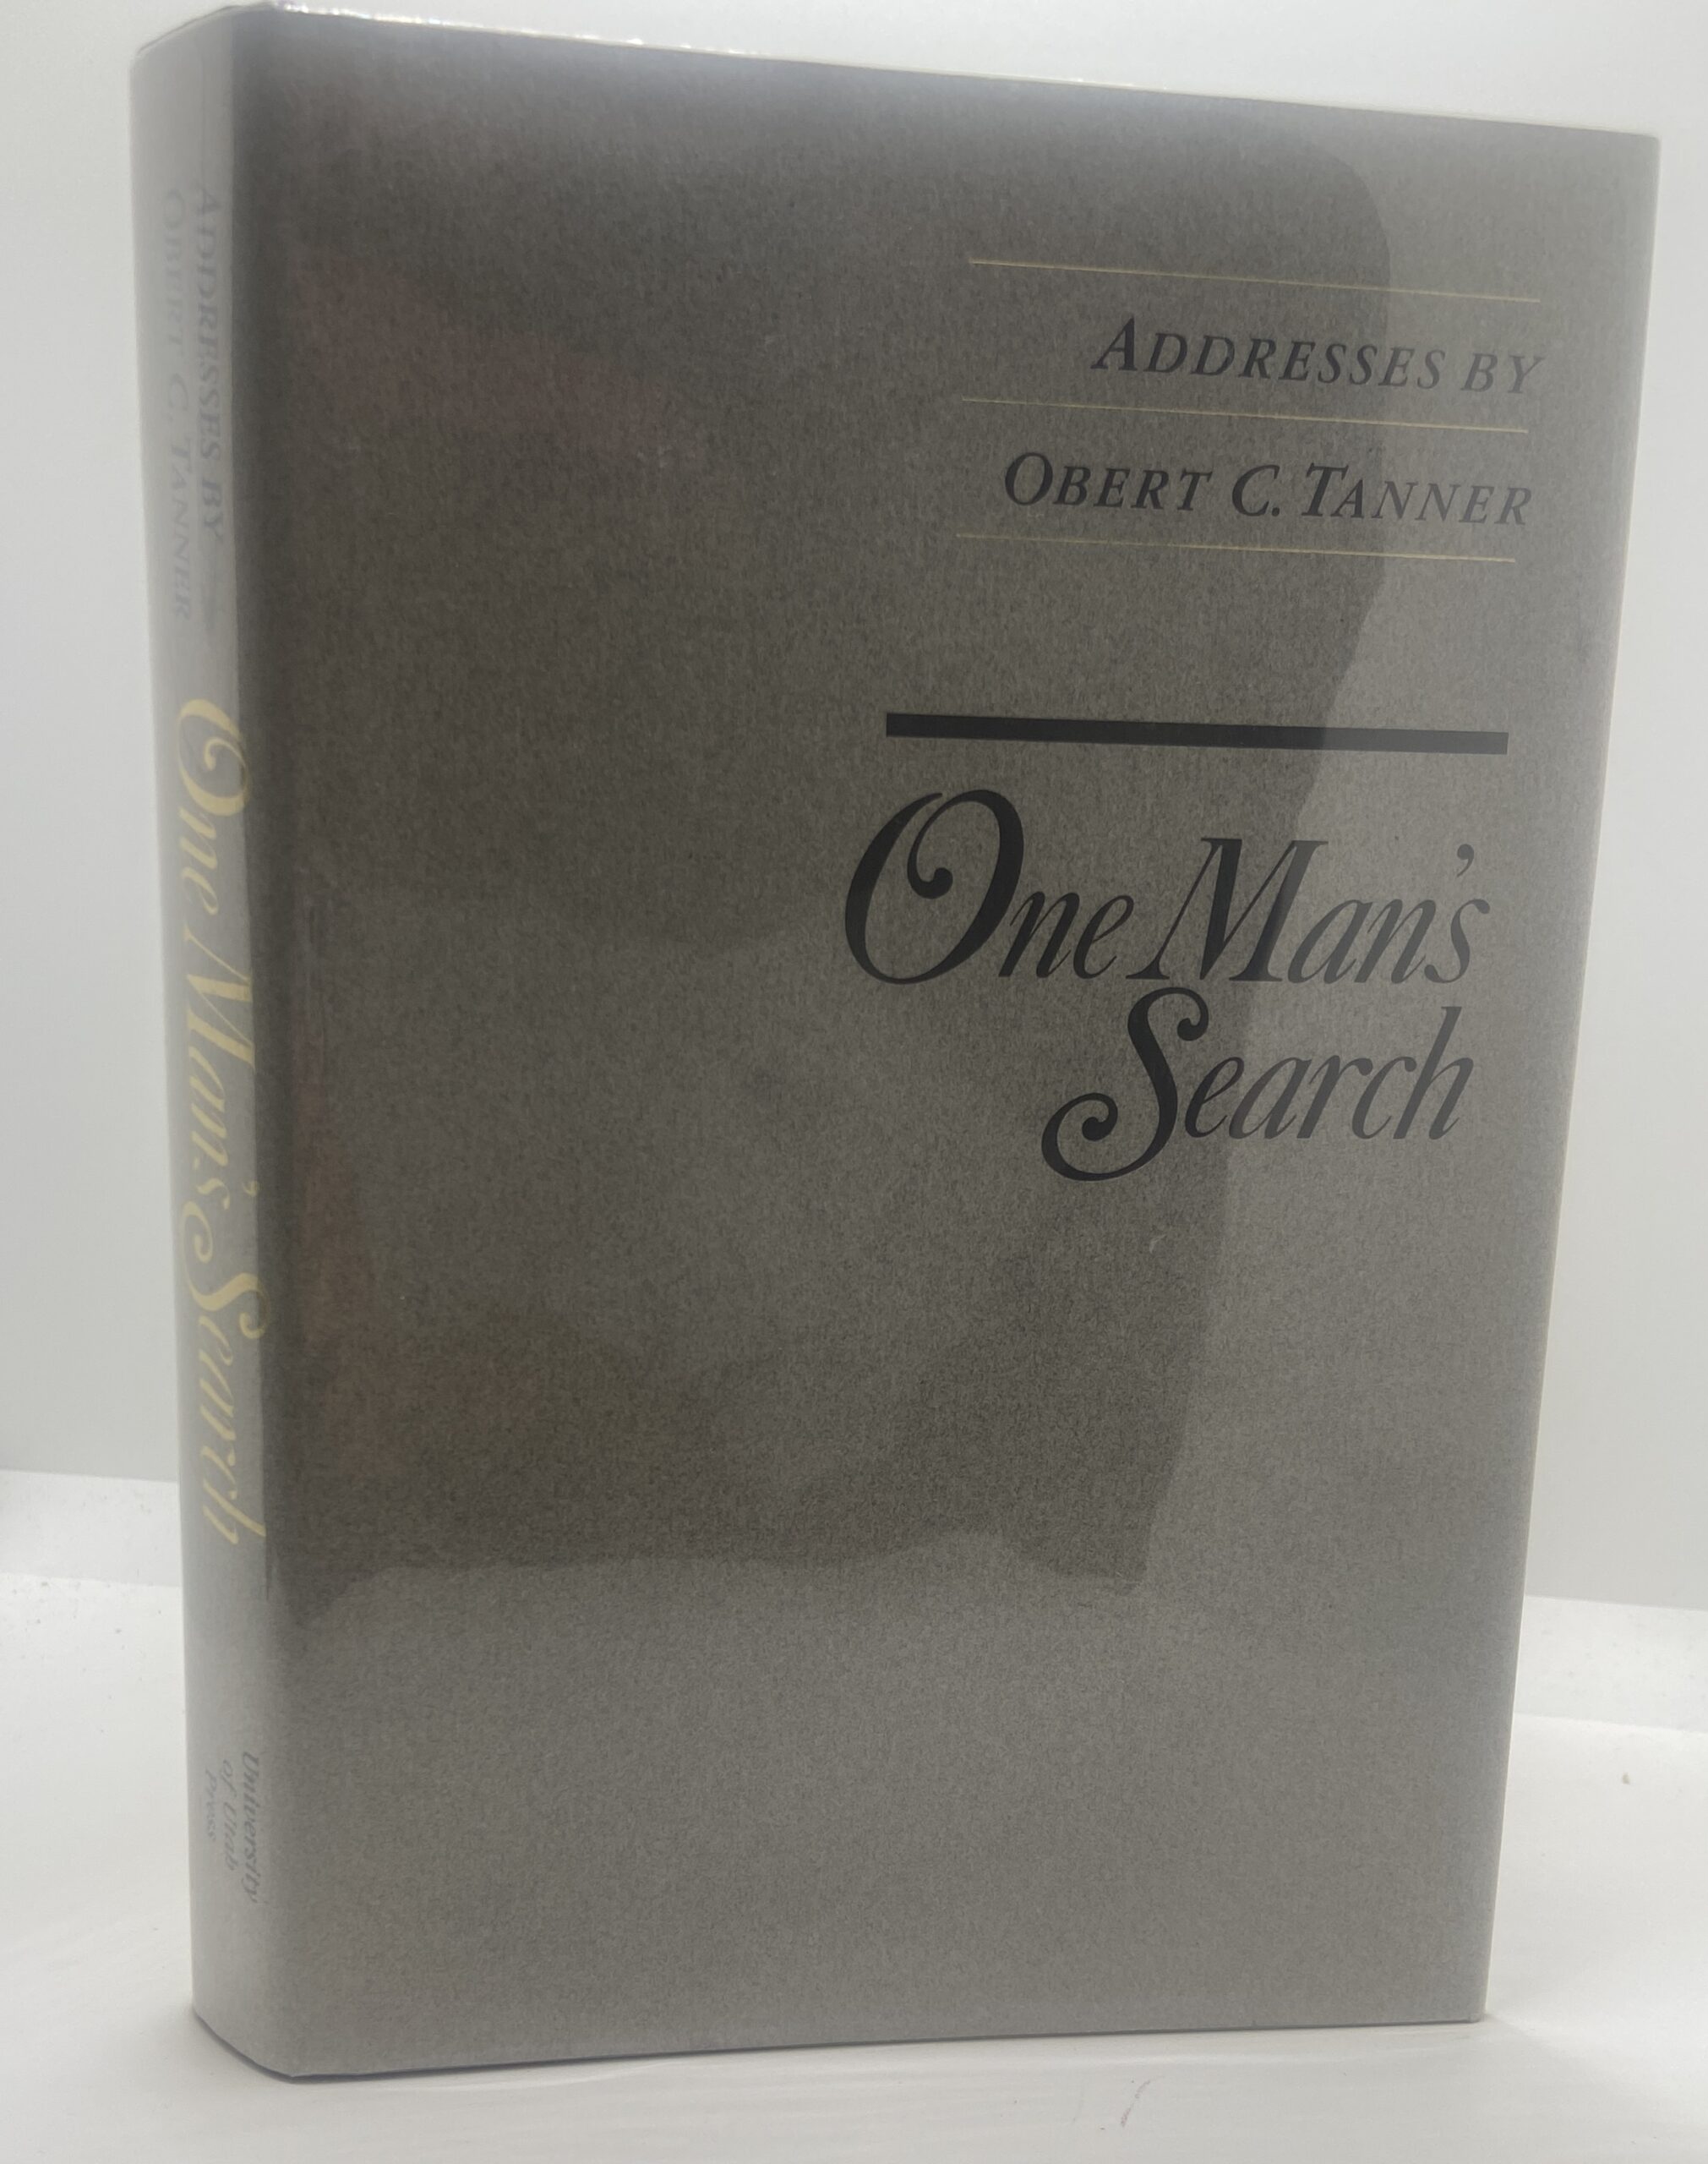 ADDRESSES BY
OBERT C. TANNER
One Man's
Search
ADDRESSES BY
OBERT C. TANNER
One Man's Search
University
of Utah
Press